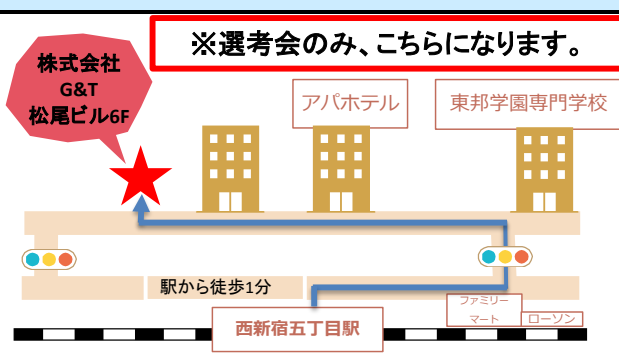 ※選考会のみ、こちらになります。
株式会社
G&T
松尾ビル6F
アパホテル
東邦学園専門学校
駅から徒歩1分
ファミリー
マート
ローソン
西新宿五丁目駅